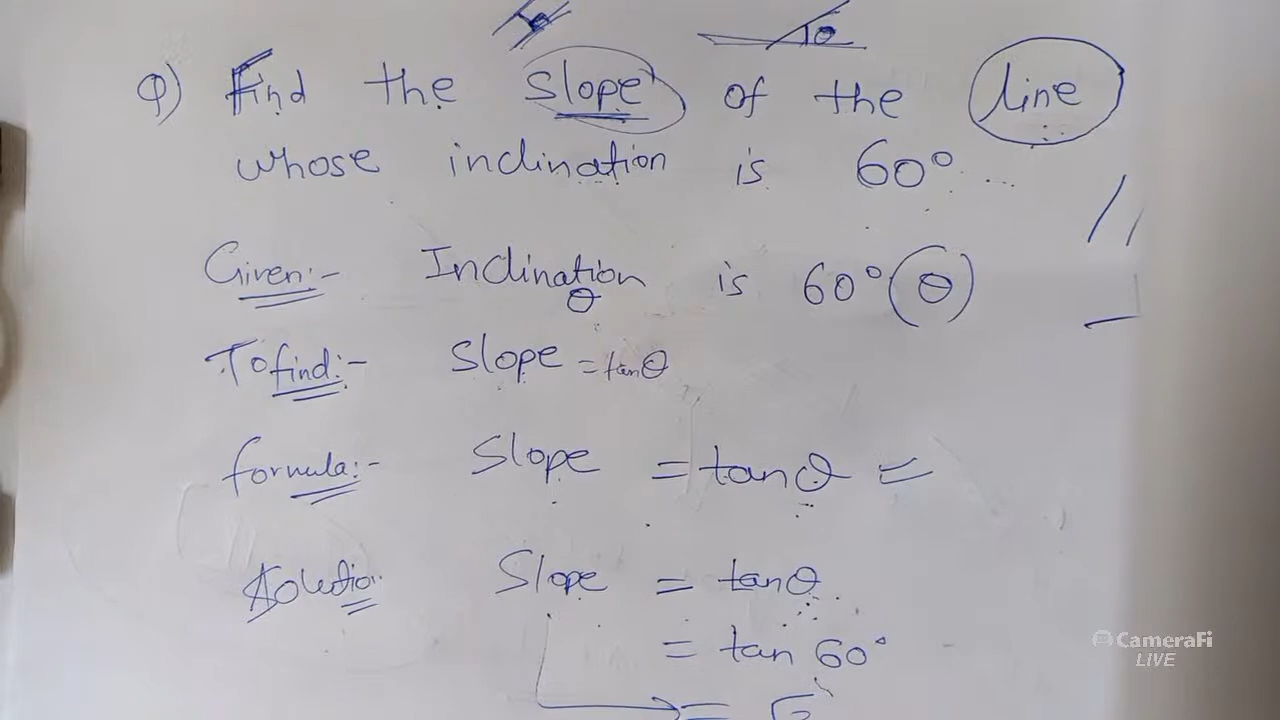 θ
Q) Find the slope of the line
whose inclination is 60° ...
Given:- Inclination is 60° (θ)
θ
To find:- Slope = tanθ
formula:- Slope = tanθ =
Solution Slope = tanθ
= tan 60°
=
CameraFi
LIVE